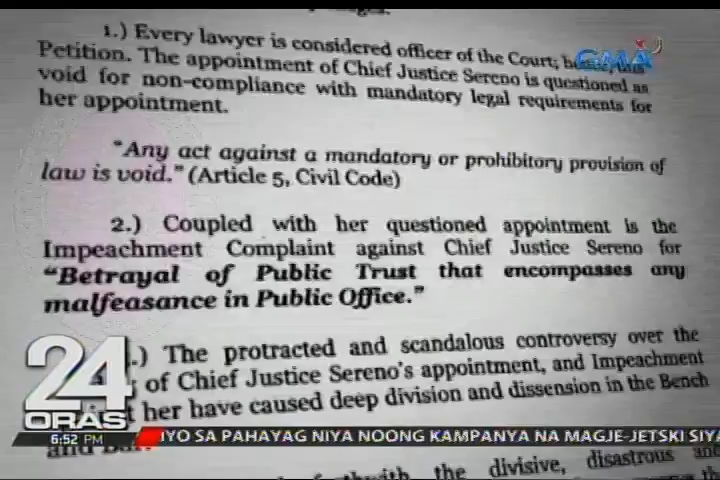 1.) Every lawyer is considered officer of the Court; hence, this
Petition. The appointment of Chief Justice Sereno is questioned as
void for non-compliance with mandatory legal requirements for
her appointment.
"Any act against a mandatory or prohibitory provision of
law is void." (Article 5, Civil Code)
2.) Coupled with her questioned appointment is the
Impeachment Complaint against Chief Justice Sereno for
"Betrayal of Public Trust that encompasses any
malfeasance in Public Office."
.) The protracted and scandalous controversy over the
of Chief Justice Sereno's appointment, and Impeachment
her have caused deep division and dissension in the Bench
and Bar.
the divisive, disastrous and
GMA
24
ORAS
6:52 PM
IYO SA PAHAYAG NIYA NOONG KAMPANYA NA MAGJE-JETSKI SIYA